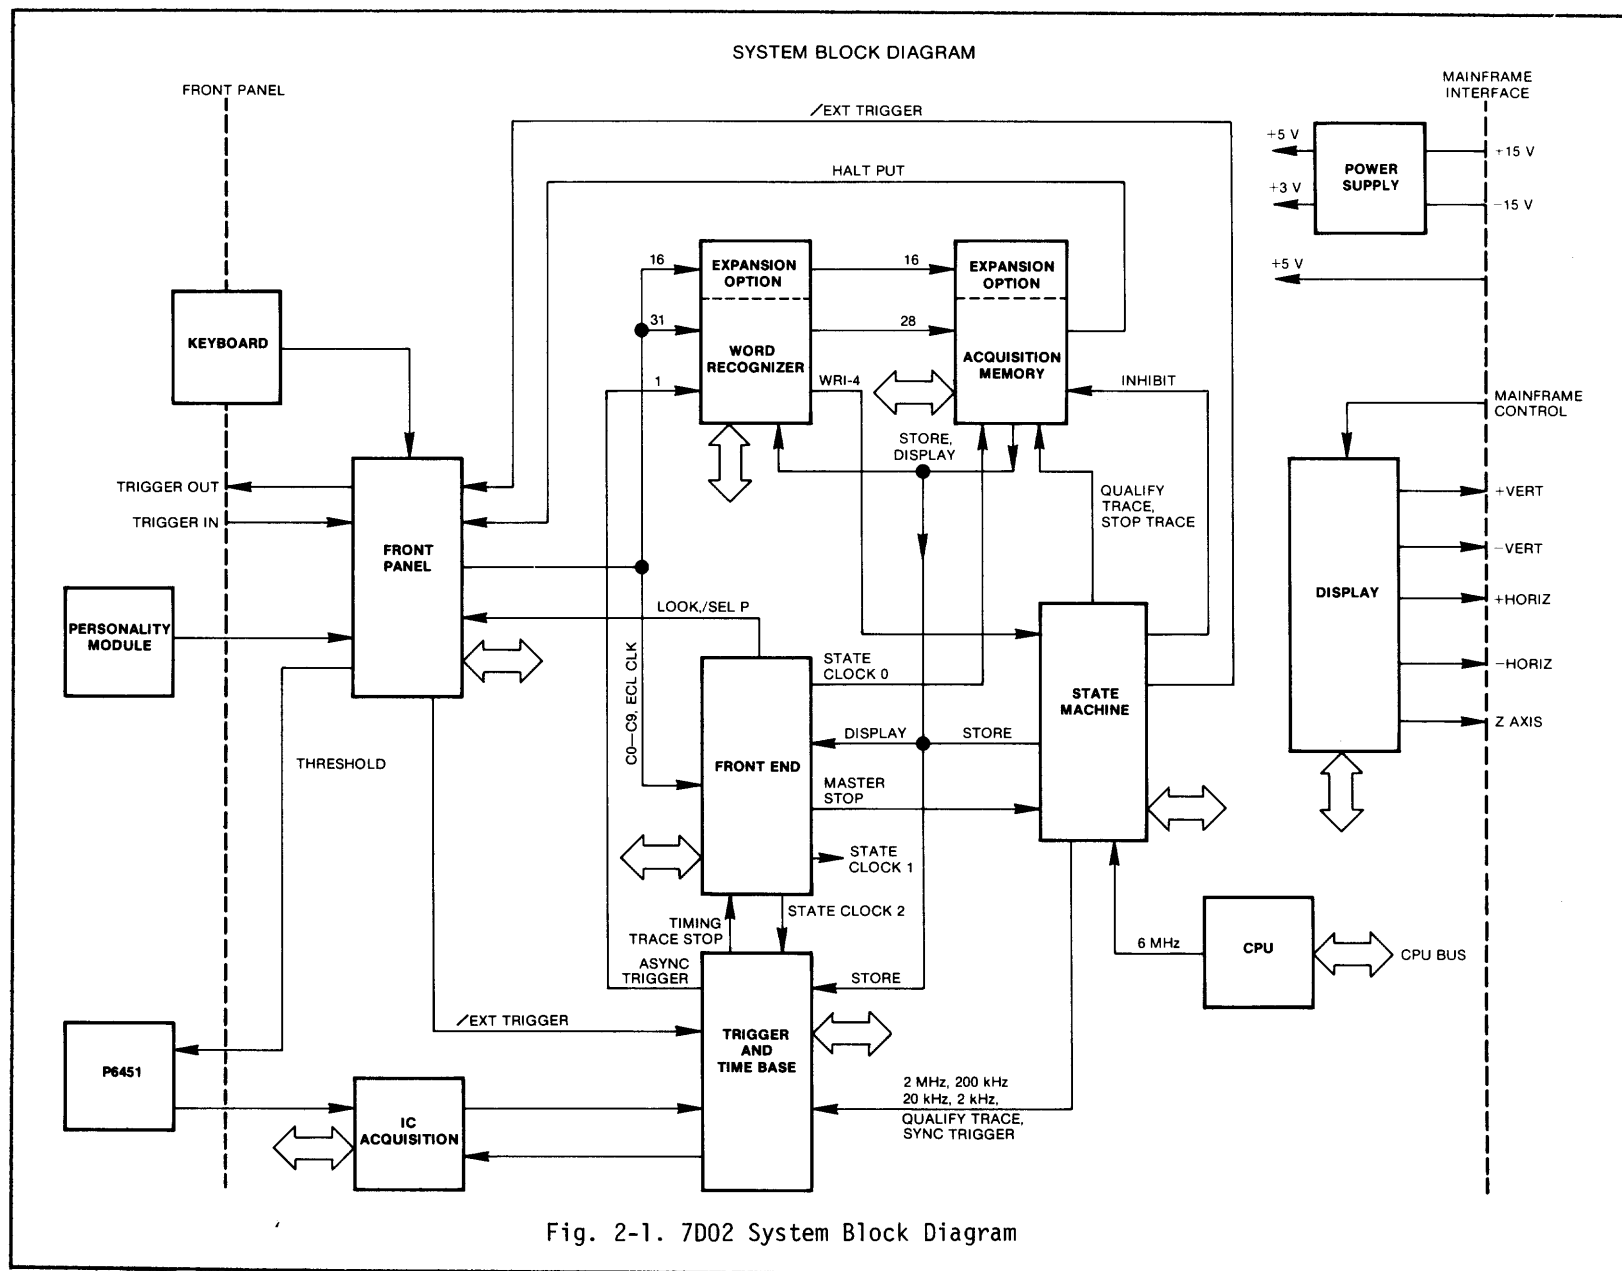 SYSTEM BLOCK DIAGRAM
FRONT PANEL
MAINFRAME
INTERFACE
/EXT TRIGGER
+5 V
+15 V
POWER
SUPPLY
+3 V
−15 V
+5 V
HALT PUT
16
EXPANSION
OPTION
16
EXPANSION
OPTION
31
WORD
RECOGNIZER
28
ACQUISITION
MEMORY
1
WRI-4
INHIBIT
KEYBOARD
MAINFRAME
CONTROL
STORE,
DISPLAY
QUALIFY
TRACE,
STOP TRACE
TRIGGER OUT
TRIGGER IN
FRONT
PANEL
+VERT
−VERT
DISPLAY
+HORIZ
−HORIZ
Z AXIS
PERSONALITY
MODULE
LOOK,/SEL P
C0—C9, ECL CLK
STATE
CLOCK 0
STATE
MACHINE
THRESHOLD
FRONT END
DISPLAY
STORE
MASTER
STOP
STATE
CLOCK 1
STATE CLOCK 2
TIMING
TRACE STOP
ASYNC
TRIGGER
STORE
6 MHz
CPU
CPU BUS
/EXT TRIGGER
TRIGGER
AND
TIME BASE
P6451
IC
ACQUISITION
2 MHz, 200 kHz
20 kHz, 2 kHz,
QUALIFY TRACE,
SYNC TRIGGER
Fig. 2-1. 7D02 System Block Diagram